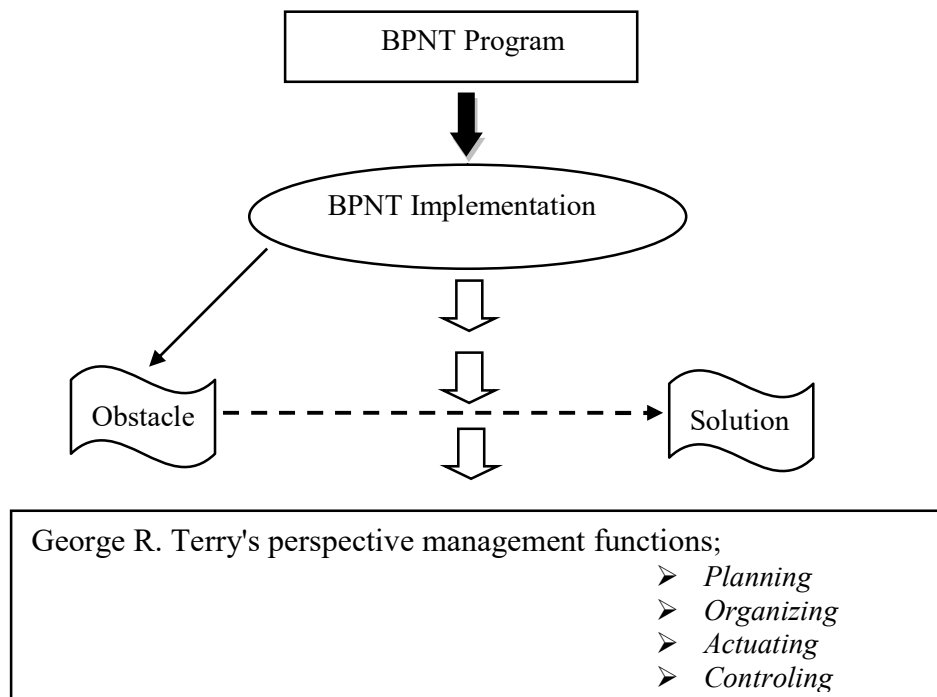 BPNT Program
BPNT Implementation
Obstacle
Solution
George R. Terry's perspective management functions;
➢ Planning
➢ Organizing
➢ Actuating
➢ Controling